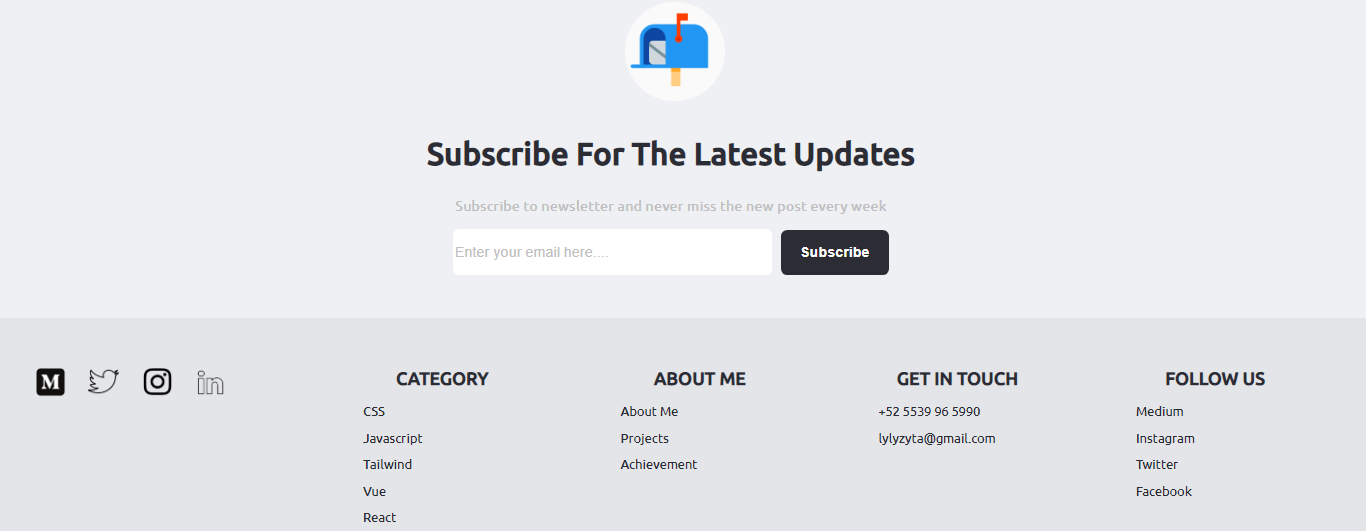 Subscribe For The Latest Updates
Subscribe to newsletter and never miss the new post every week
Enter your email here....
Subscribe
M
in
CATEGORY
CSS
Javascript
Tailwind
Vue
React
ABOUT ME
About Me
Projects
Achievement
GET IN TOUCH
+52 5539 96 5990
lylyzyta@gmail.com
FOLLOW US
Medium
Instagram
Twitter
Facebook